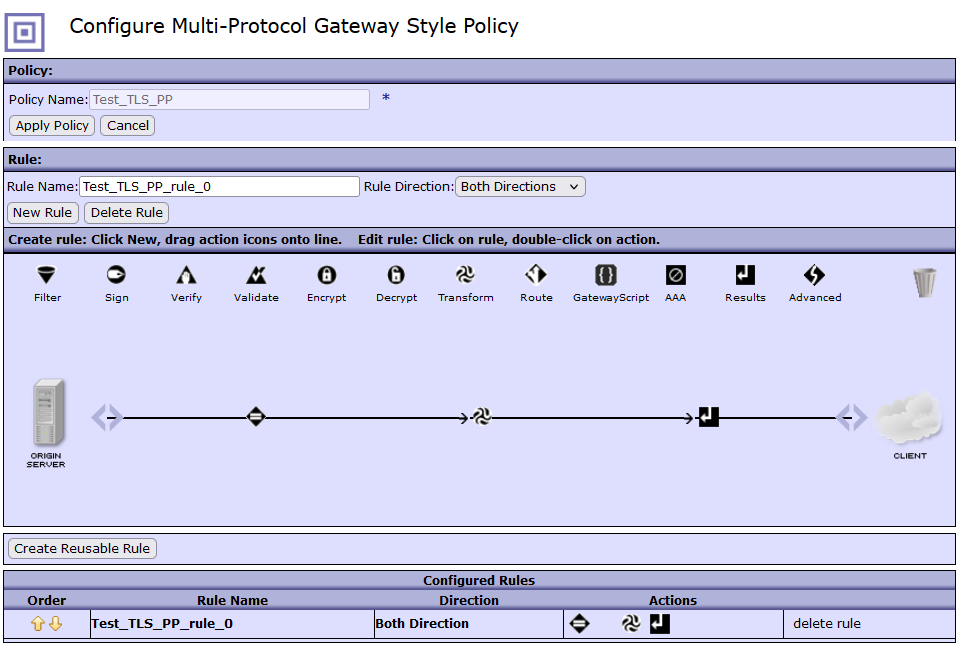 Configure Multi-Protocol Gateway Style Policy
Policy:
Policy Name: Test_TLS_PP *
Apply Policy Cancel
Rule:
Rule Name: Test_TLS_PP_rule_0 Rule Direction: Both Directions
New Rule Delete Rule
Create rule: Click New, drag action icons onto line. Edit rule: Click on rule, double-click on action.
Filter Sign Verify Validate Encrypt Decrypt Transform Route GatewayScript AAA Results Advanced
ORIGIN
SERVER
CLIENT
Create Reusable Rule
Configured Rules
Order Rule Name Direction Actions
Test_TLS_PP_rule_0 Both Direction delete rule